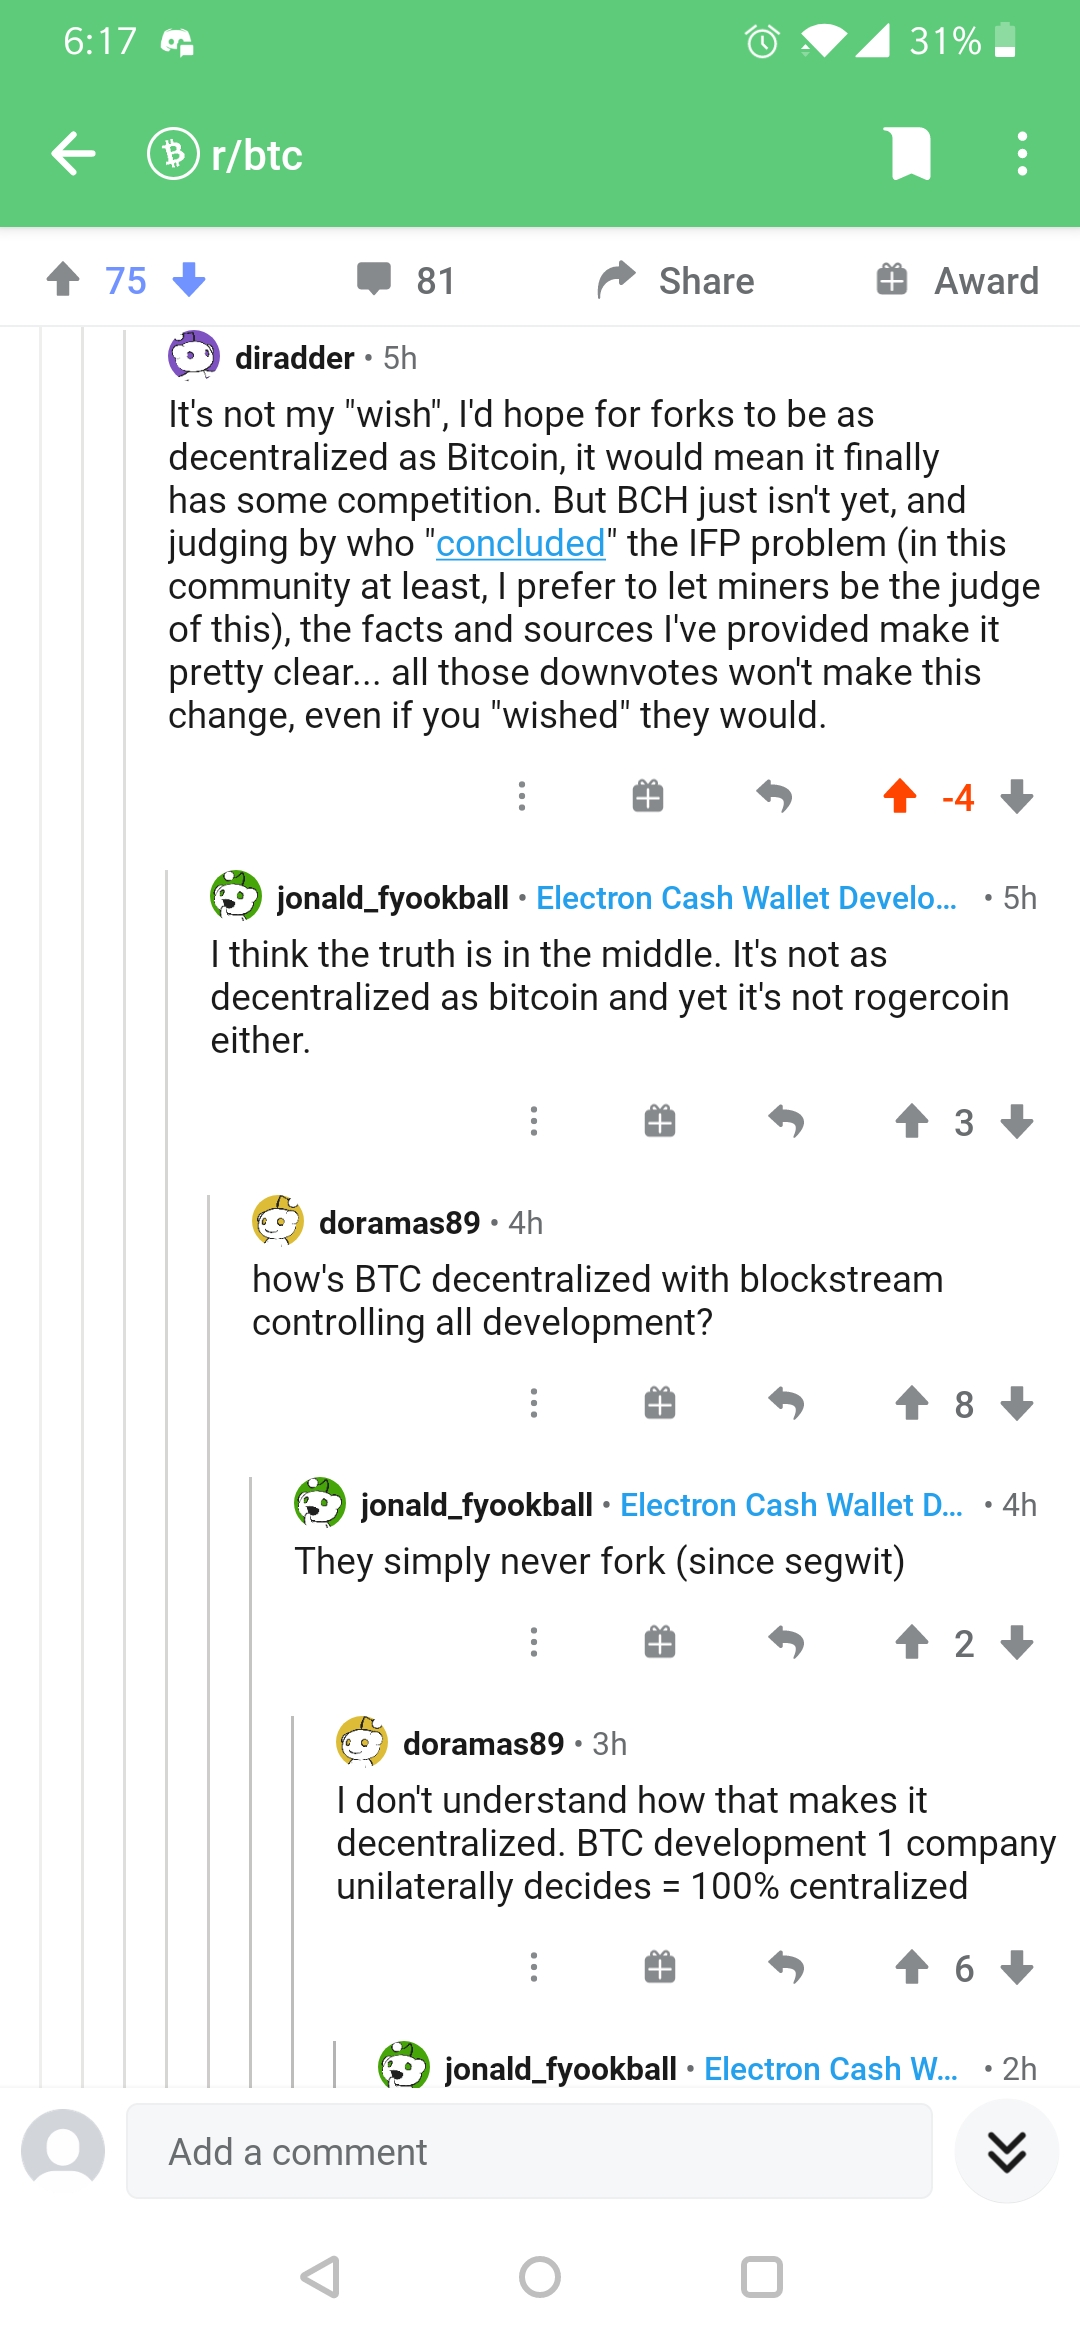 6:17 31%
r/btc
75 81 Share Award
diradder • 5h
It's not my "wish", I'd hope for forks to be as
decentralized as Bitcoin, it would mean it finally
has some competition. But BCH just isn't yet, and
judging by who "concluded" the IFP problem (in this
community at least, I prefer to let miners be the judge
of this), the facts and sources I've provided make it
pretty clear... all those downvotes won't make this
change, even if you "wished" they would.
-4
jonald_fyookball • Electron Cash Wallet Develo... • 5h
I think the truth is in the middle. It's not as
decentralized as bitcoin and yet it's not rogercoin
either.
3
doramas89 • 4h
how's BTC decentralized with blockstream
controlling all development?
8
jonald_fyookball • Electron Cash Wallet D... • 4h
They simply never fork (since segwit)
2
doramas89 • 3h
I don't understand how that makes it
decentralized. BTC development 1 company
unilaterally decides = 100% centralized
6
jonald_fyookball • Electron Cash W... • 2h
Add a comment